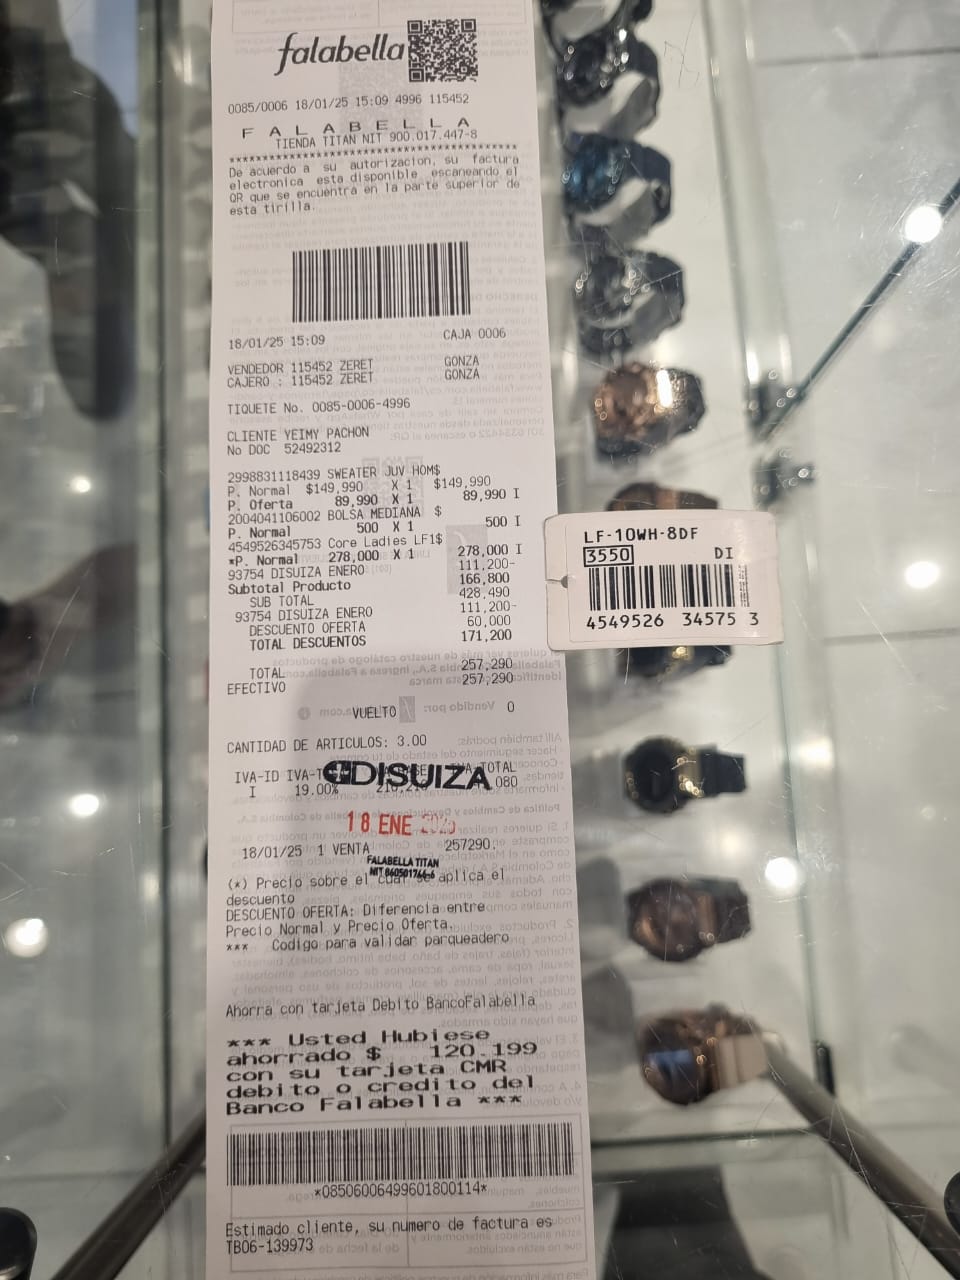 falabella
0085/0006 18/01/25 15:09 4996 115452
F A L A B E L L A
TIENDA TITAN NIT 900.017.447-8
************************************************
De acuerdo a su autorizacion, su factura
electronica esta disponible escaneando el
QR que se encuentra en la parte superior de
esta tirilla.
18/01/25 15:09 CAJA 0006
VENDEDOR 115452 ZERET GONZA
CAJERO : 115452 ZERET GONZA
TIQUETE No. 0085-0006-4996
CLIENTE YEIMY PACHON
No DOC 52492312
2998831118439 SWEATER JUV HOM$
P. Normal $149,990 X 1 $149,990
P. Oferta 89,990 X 1 89,990 I
2004041106002 BOLSA MEDIANA $
P. Normal 500 X 1 500 I
4549526345753 Core Ladies LF1$
*P. Normal 278,000 X 1 278,000 I
93754 DISUIZA ENERO 111,200-
Subtotal Producto 166,800
SUB TOTAL 428,490
93754 DISUIZA ENERO 111,200-
DESCUENTO OFERTA 60,000
TOTAL DESCUENTOS 171,200
TOTAL 257,290
EFECTIVO 257,290
VUELTO 0
CANTIDAD DE ARTICULOS: 3.00
IVA-ID TOTAL
I 19.00% 080
DISUIZA
18 ENE
18/01/25 1 VENTA 257290.
FALABELLA TITAN
NIT 860501766-6
(*) Precio sobre el cual se aplica el
descuento
DESCUENTO OFERTA: Diferencia entre
Precio Normal y Precio Oferta.
*** Codigo para validar parqueadero
Ahorra con tarjeta Debito BancoFalabella
*** Usted Hubiese
ahorrado $ 120.199
con su tarjeta CMR
debito o credito del
Banco Falabella ***
*08506006499601800114*
Estimado cliente, su numero de factura es
TB06-139973
LF-10WH-8DF
3550 DI
4549526 34575 3